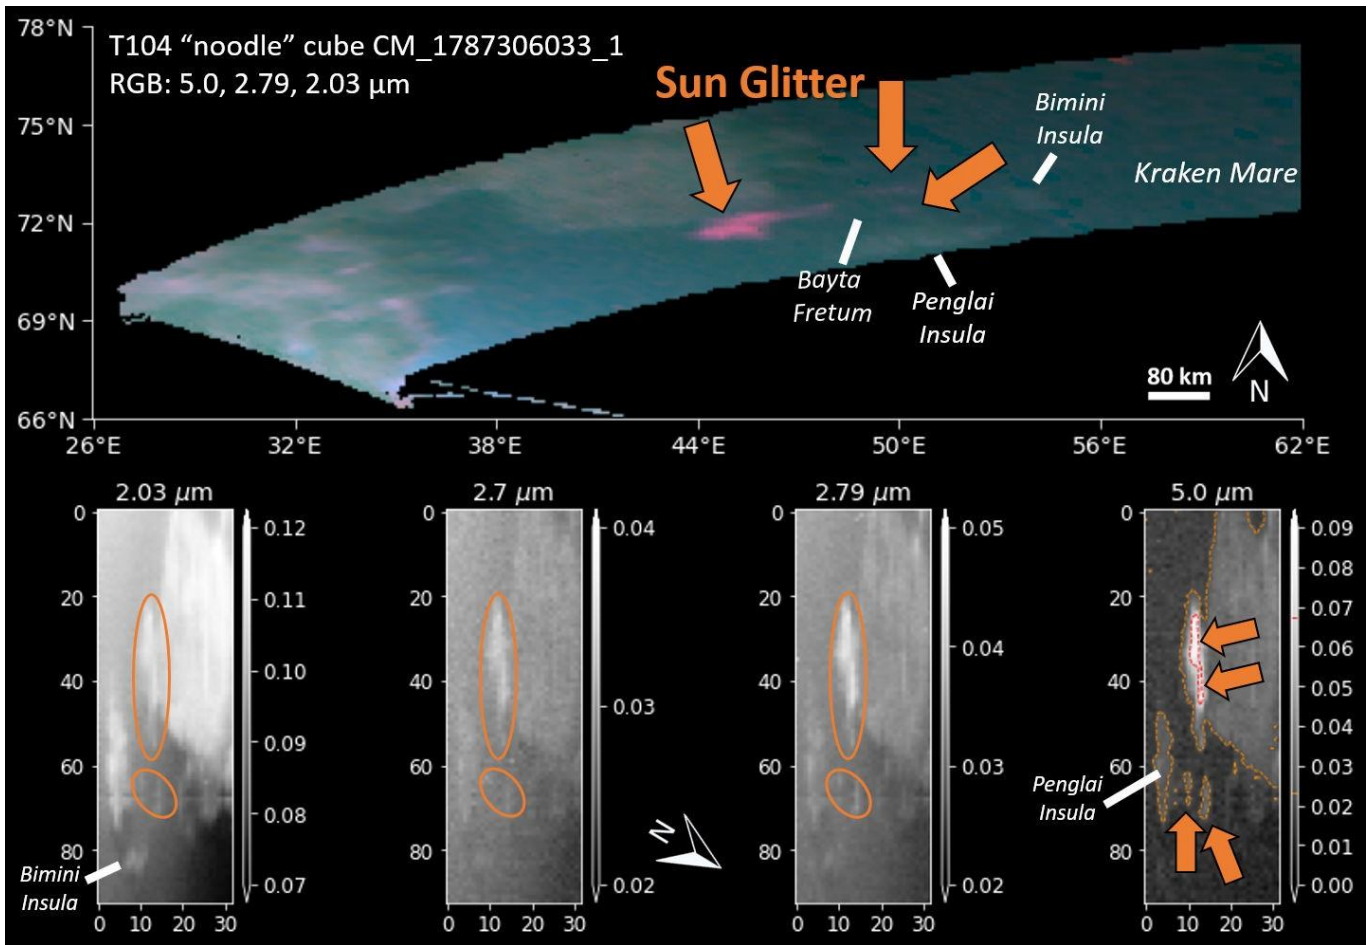 78°N
T104 “noodle” cube CM_1787306033_1
RGB: 5.0, 2.79, 2.03 μm
Sun Glitter
Bimini
Insula
75°N
Kraken Mare
72°N
Bayta
Fretum
Penglai
Insula
69°N
80 km
N
66°N
26°E 32°E 38°E 44°E 50°E 56°E 62°E
2.03 μm
0
20
40
60
80
0 10 20 30
0.12
0.11
0.10
0.09
0.08
0.07
Bimini
Insula
2.7 μm
0
20
40
60
80
0 10 20 30
0.04
0.03
0.02
N
2.79 μm
0
20
40
60
80
0 10 20 30
0.05
0.04
0.03
0.02
5.0 μm
0
20
40
60
80
0 10 20 30
0.09
0.08
0.07
0.06
0.05
0.04
0.03
0.02
0.01
0.00
Penglai
Insula